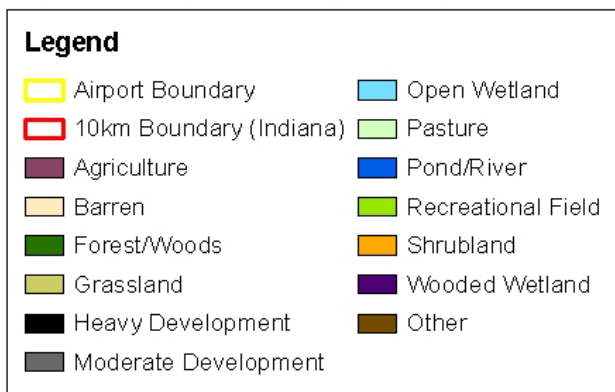 Legend
Airport Boundary
10km Boundary (Indiana)
Agriculture
Barren
Forest/Woods
Grassland
Heavy Development
Moderate Development
Open Wetland
Pasture
Pond/River
Recreational Field
Shrubland
Wooded Wetland
Other